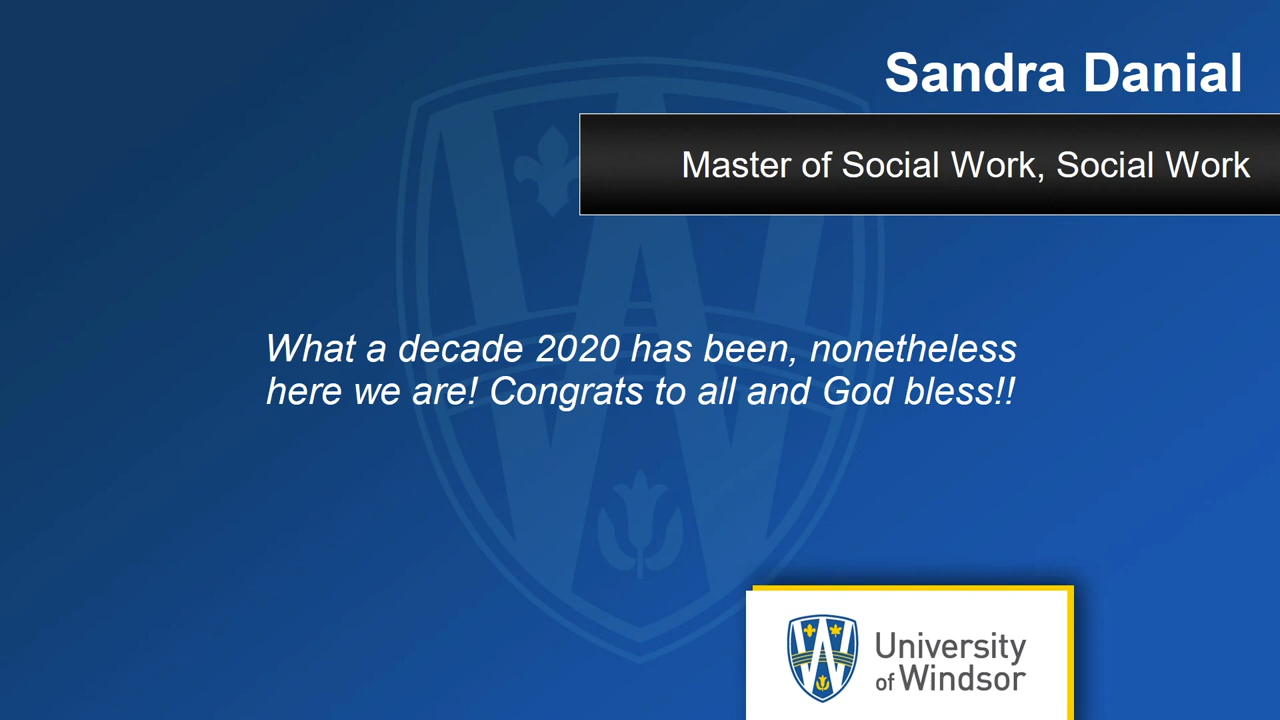 Sandra Danial
Master of Social Work, Social Work
What a decade 2020 has been, nonetheless
here we are! Congrats to all and God bless!!
University
of Windsor